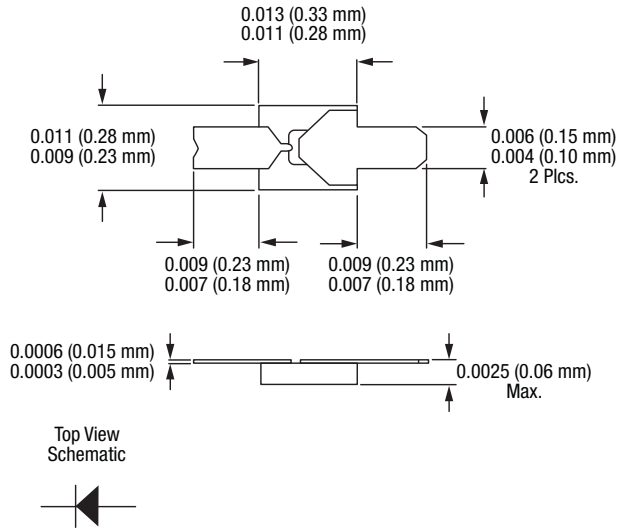 0.013 (0.33 mm)
0.011 (0.28 mm)
0.011 (0.28 mm)
0.009 (0.23 mm)
0.006 (0.15 mm)
0.004 (0.10 mm)
2 Plcs.
0.009 (0.23 mm)
0.007 (0.18 mm)
0.009 (0.23 mm)
0.007 (0.18 mm)
0.0006 (0.015 mm)
0.0003 (0.005 mm)
0.0025 (0.06 mm)
Max.
Top View
Schematic